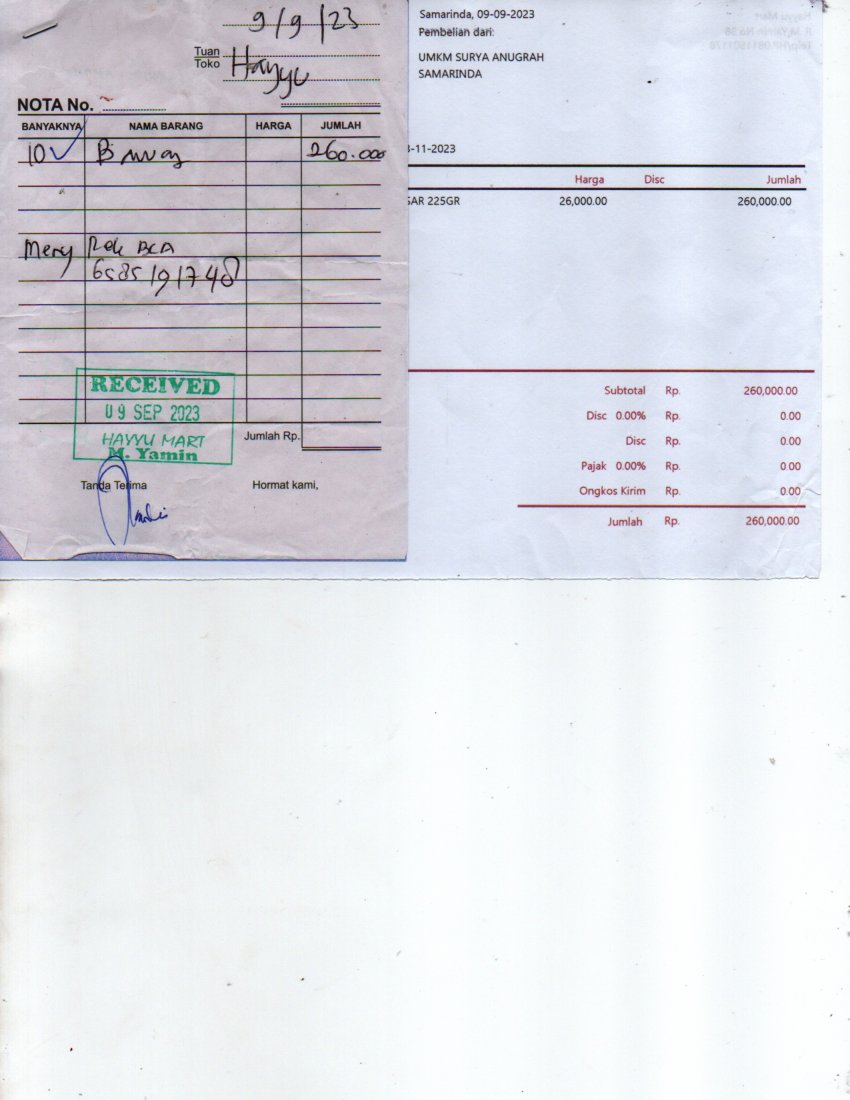 9/9/23
Tuan
Toko Hayyu
NOTA No.
BANYAKNYA NAMA BARANG HARGA JUMLAH
10 B 260.000
Mery Rek BCA
6585191748
RECEIVED
09 SEP 2023
HAYYU MART
M. Yamin
Jumlah Rp.
Tanda Terima Hormat kami,
Samarinda, 09-09-2023
Pembelian dari:
UMKM SURYA ANUGRAH
SAMARINDA
-11-2023
Harga Disc Jumlah
SAR 225GR 26,000.00 260,000.00
Subtotal Rp. 260,000.00
Disc 0.00% Rp. 0.00
Disc Rp. 0.00
Pajak 0.00% Rp. 0.00
Ongkos Kirim Rp. 0.00
Jumlah Rp. 260,000.00